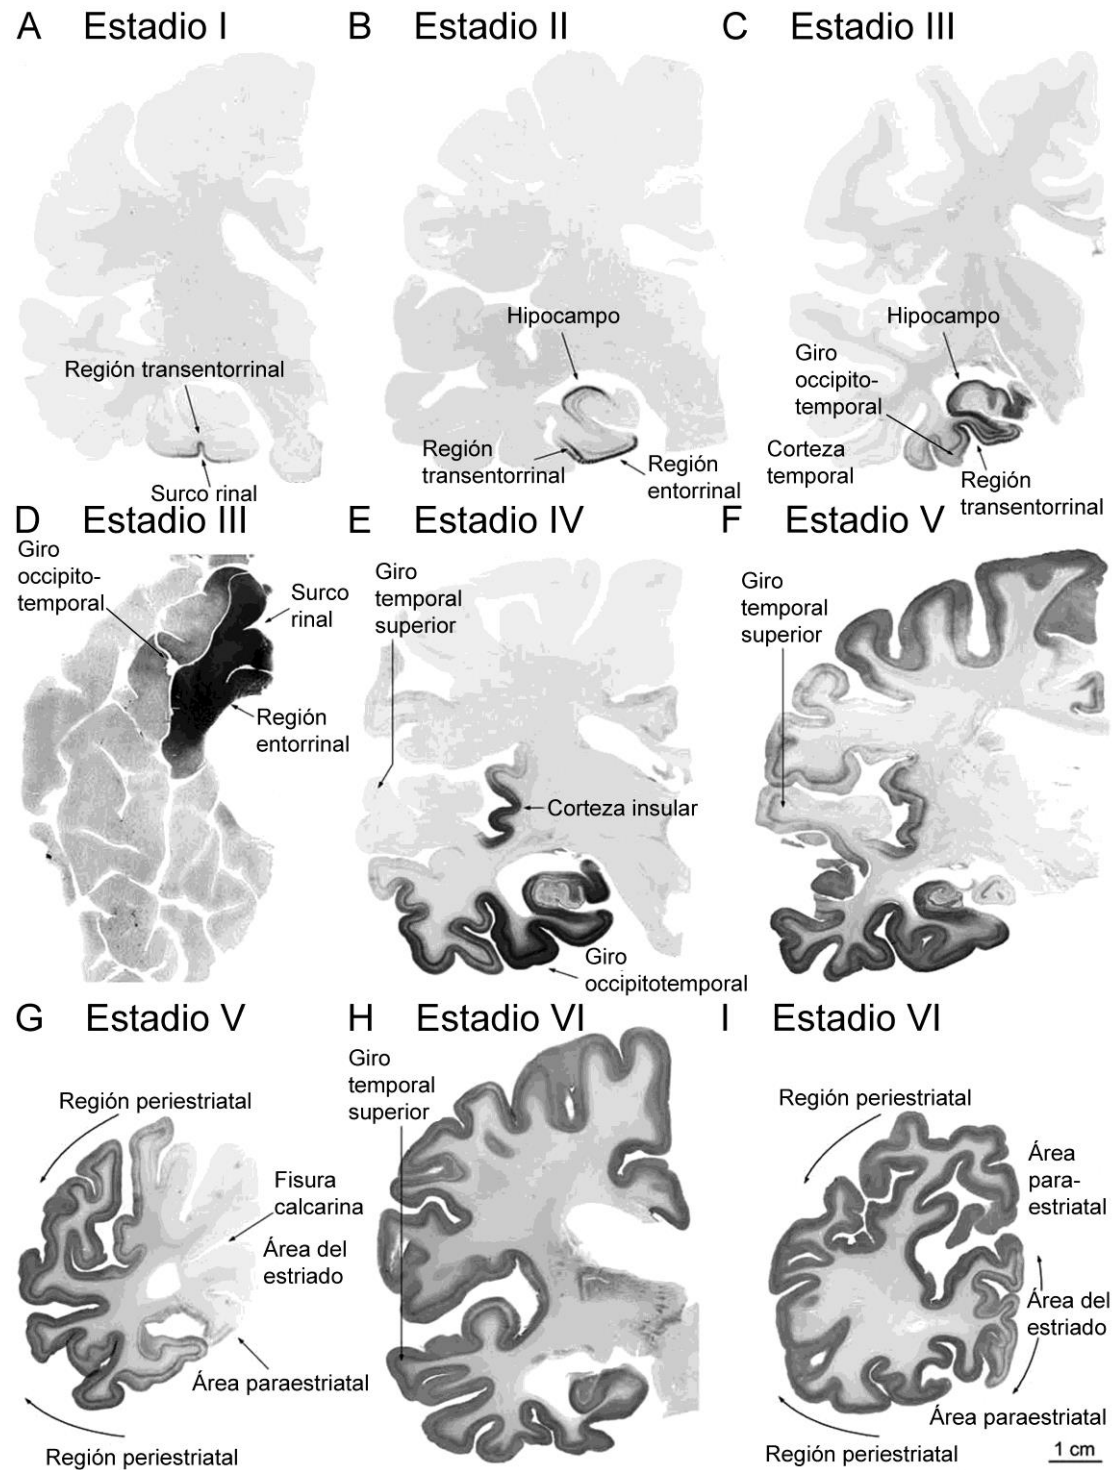 A Estadio I
B Estadio II
C Estadio III
Región transentorrinal
Surco rinal
Hipocampo
Región
transentorrinal
Región
entorrinal
Hipocampo
Giro
occipito-
temporal
Corteza
temporal
Región
transentorrinal
D Estadio III
E Estadio IV
F Estadio V
Giro
occipito-
temporal
Surco
rinal
Región
entorrinal
Giro
temporal
superior
Corteza insular
Giro
occipitotemporal
Giro
temporal
superior
G Estadio V
H Estadio VI
I Estadio VI
Región periestriatal
Fisura
calcarina
Área del
estriado
Área paraestriatal
Región periestriatal
Giro
temporal
superior
Región periestriatal
Área
para-
estriatal
Área del
estriado
Área paraestriatal
Región periestriatal
1 cm